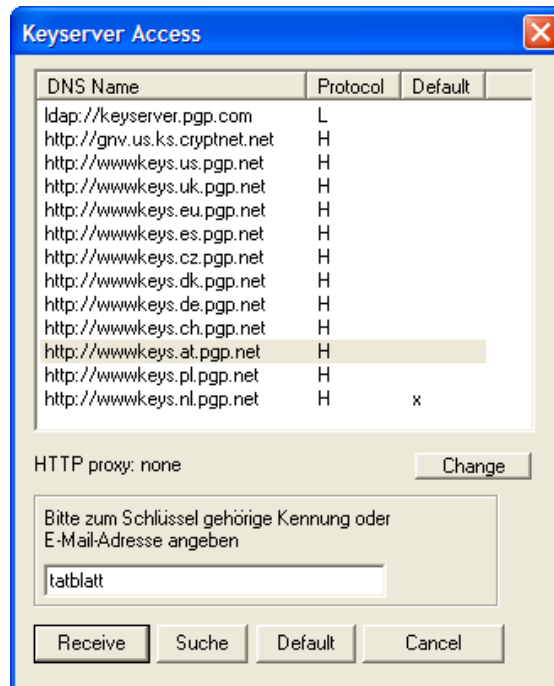 Keyserver Access
DNS Name Protocol Default
ldap://keyserver.pgp.com L
http://gnv.us.ks.cryptnet.net H
http://wwwkeys.us.pgp.net H
http://wwwkeys.uk.pgp.net H
http://wwwkeys.eu.pgp.net H
http://wwwkeys.es.pgp.net H
http://wwwkeys.cz.pgp.net H
http://wwwkeys.dk.pgp.net H
http://wwwkeys.de.pgp.net H
http://wwwkeys.ch.pgp.net H
http://wwwkeys.at.pgp.net H
http://wwwkeys.pl.pgp.net H
http://wwwkeys.nl.pgp.net H x
HTTP proxy: none Change
Bitte zum Schlüssel gehörige Kennung oder
E-Mail-Adresse angeben
tatblatt
Receive Suche Default Cancel